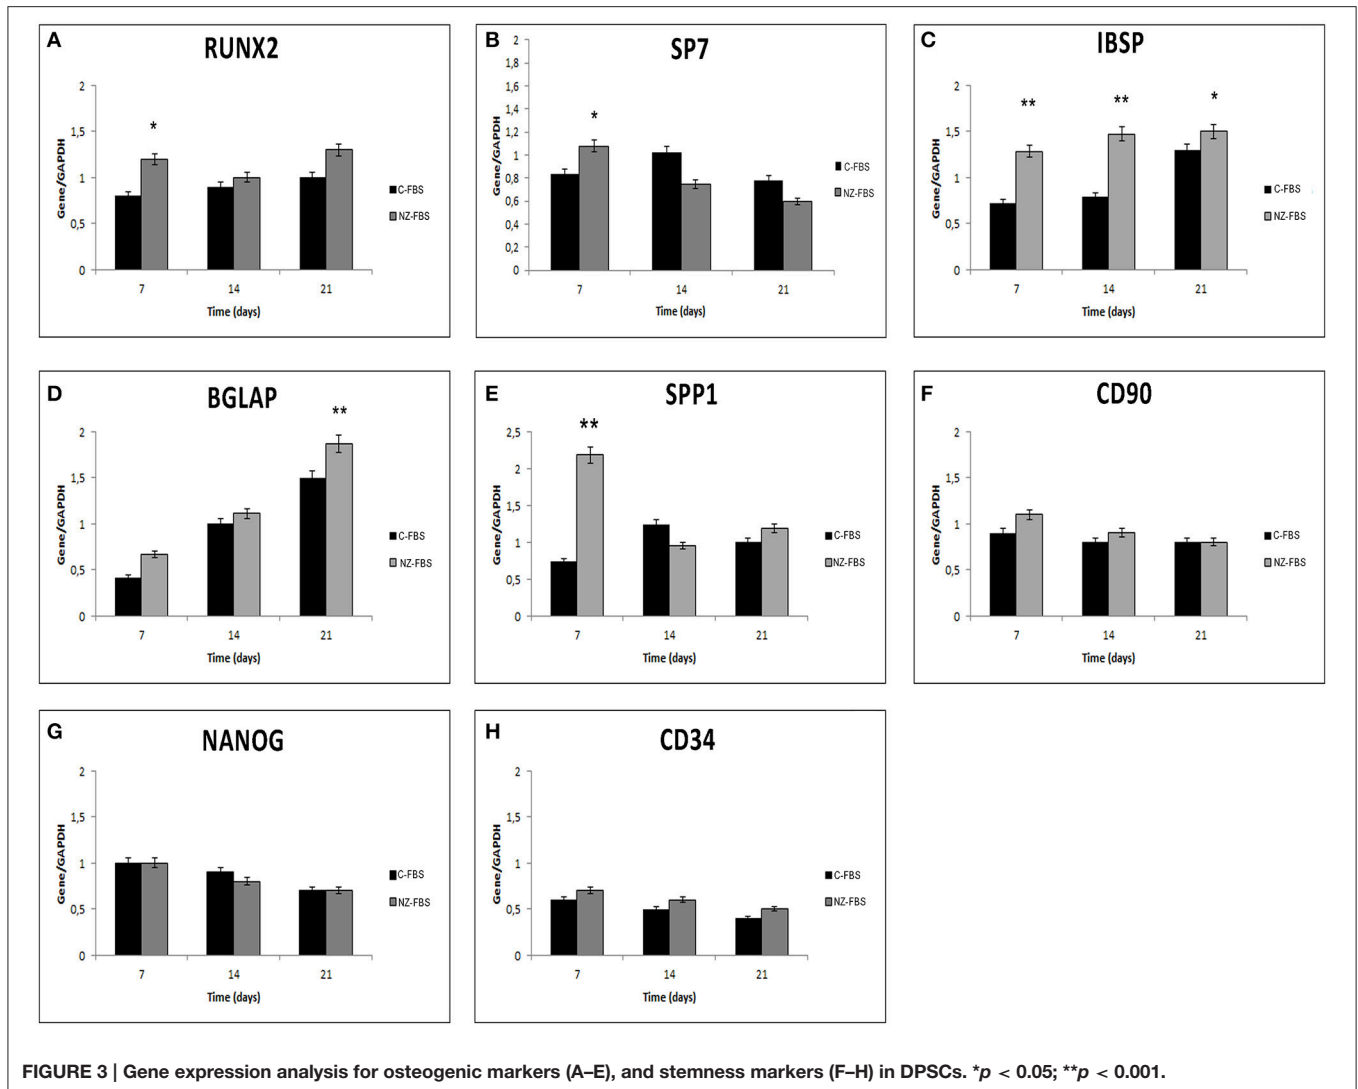 A
RUNX2
Gene/GAPDH
2
1,5
1
0,5
0
*
7 14 21
Time (days)
C-FBS
NZ-FBS
B
SP7
Gene/GAPDH
2
1,8
1,6
1,4
1,2
1
0,8
0,6
0,4
0,2
0
*
7 14 21
Time (days)
C-FBS
NZ-FBS
C
IBSP
Gene/GAPDH
2
1,5
1
0,5
0
** ** *
7 14 21
Time (days)
C-FBS
NZ-FBS
D
BGLAP
Gene/GAPDH
2
1,5
1
0,5
0
**
7 14 21
Time (days)
C-FBS
NZ-FBS
E
SPP1
Gene/GAPDH
2,5
2
1,5
1
0,5
0
**
7 14 21
Time (days)
C-FBS
NZ-FBS
F
CD90
Gene/GAPDH
2
1,5
1
0,5
0
7 14 21
Time (days)
C-FBS
NZ-FBS
G
NANOG
Gene/GAPDH
2
1,5
1
0,5
0
7 14 21
Time (days)
C-FBS
NZ-FBS
H
CD34
Gene/GAPDH
2
1,5
1
0,5
0
7 14 21
Time (days)
C-FBS
NZ-FBS
FIGURE 3 | Gene expression analysis for osteogenic markers (A–E), and stemness markers (F–H) in DPSCs. *p < 0.05; **p < 0.001.